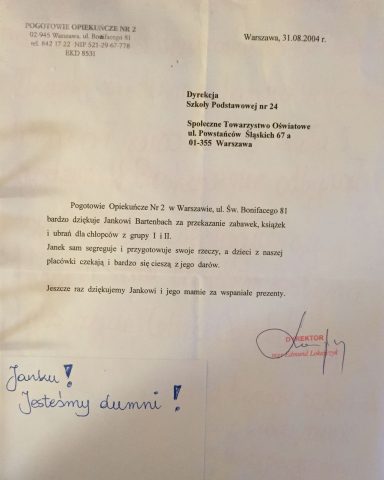 POGOTOWIE OPIEKUŃCZE NR 2
02-945 Warszawa, ul. Bonifacego 81
tel. 842 17 22 NIP 521-29-67-778
EKD 8531
Warszawa, 31.08.2004 r.
Dyrekcja
Szkoły Podstawowej nr 24
Społeczne Towarzystwo Oświatowe
ul. Powstańców Śląskich 67 a
01-355 Warszawa
Pogotowie Opiekuńcze Nr 2 w Warszawie, ul. Św. Bonifacego 81
bardzo dziękuje Jankowi Bartenbach za przekazanie zabawek, książek
i ubrań dla chłopców z grupy I i II.
Janek sam segreguje i przygotowuje swoje rzeczy, a dzieci z naszej
placówki czekają i bardzo się cieszą z jego darów.
Jeszcze raz dziękujemy Jankowi i jego mamie za wspaniałe prezenty.
DYREKTOR
Janku!
Jesteśmy dumni!